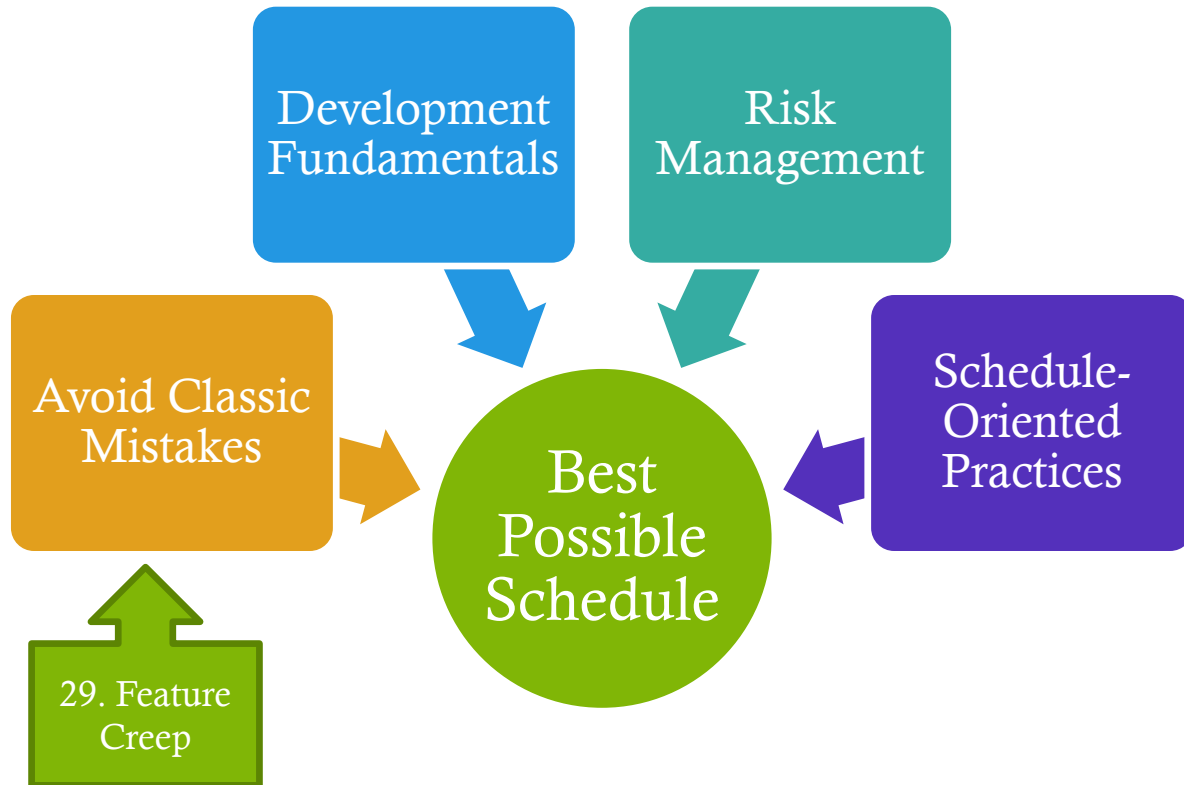 Development
Fundamentals
Risk
Management
Avoid Classic
Mistakes
Schedule-
Oriented
Practices
Best
Possible
Schedule
29. Feature
Creep